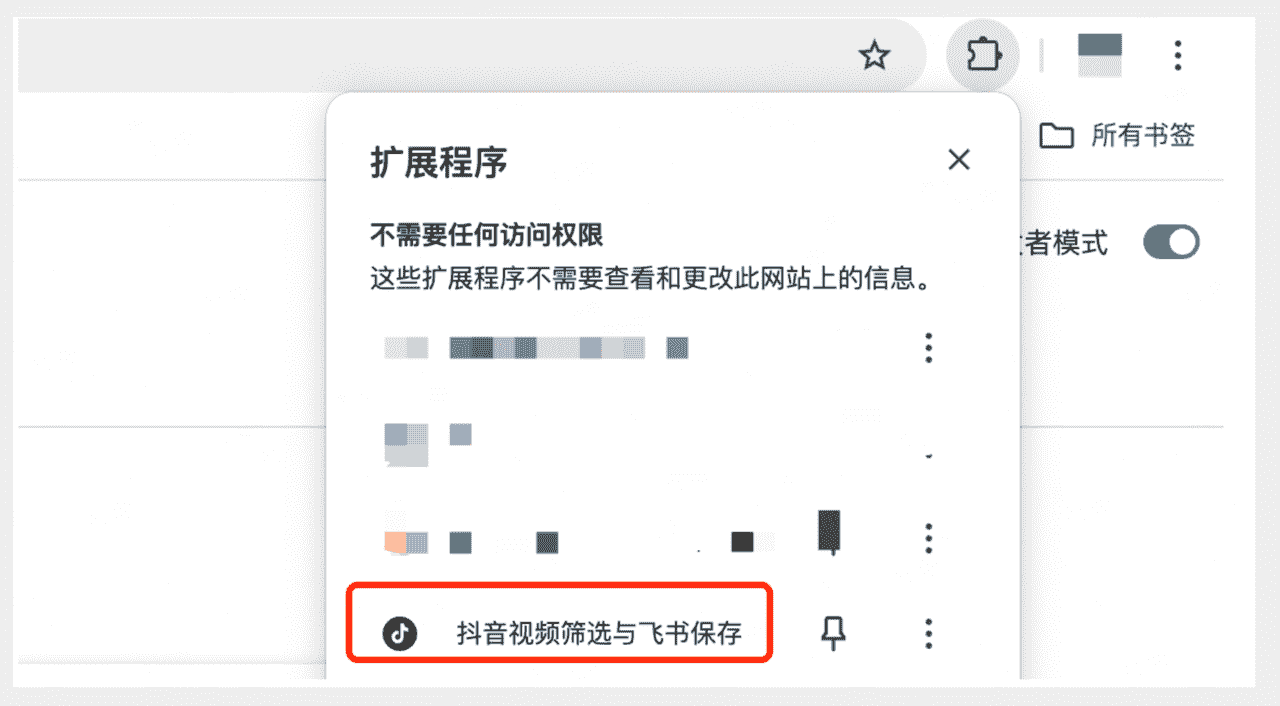 所有书签
扩展程序
不需要任何访问权限
者模式
这些扩展程序不需要查看和更改此网站上的信息。
抖音视频筛选与飞书保存